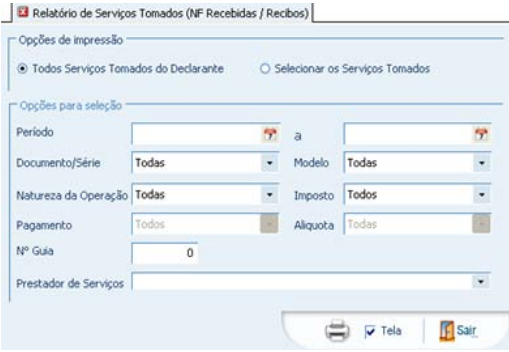 Relatório de Serviços Tomados (NF Recebidas / Recibos)
Opções de impressão
Todos Serviços Tomados do Declarante Selecionar os Serviços Tomados
Opções para seleção
Período a
Documento/Série Todas Modelo Todas
Natureza da Operação Todas Imposto Todos
Pagamento Todos Aliquota Todas
Nº Guia 0
Prestador de Serviços
Tela Sair